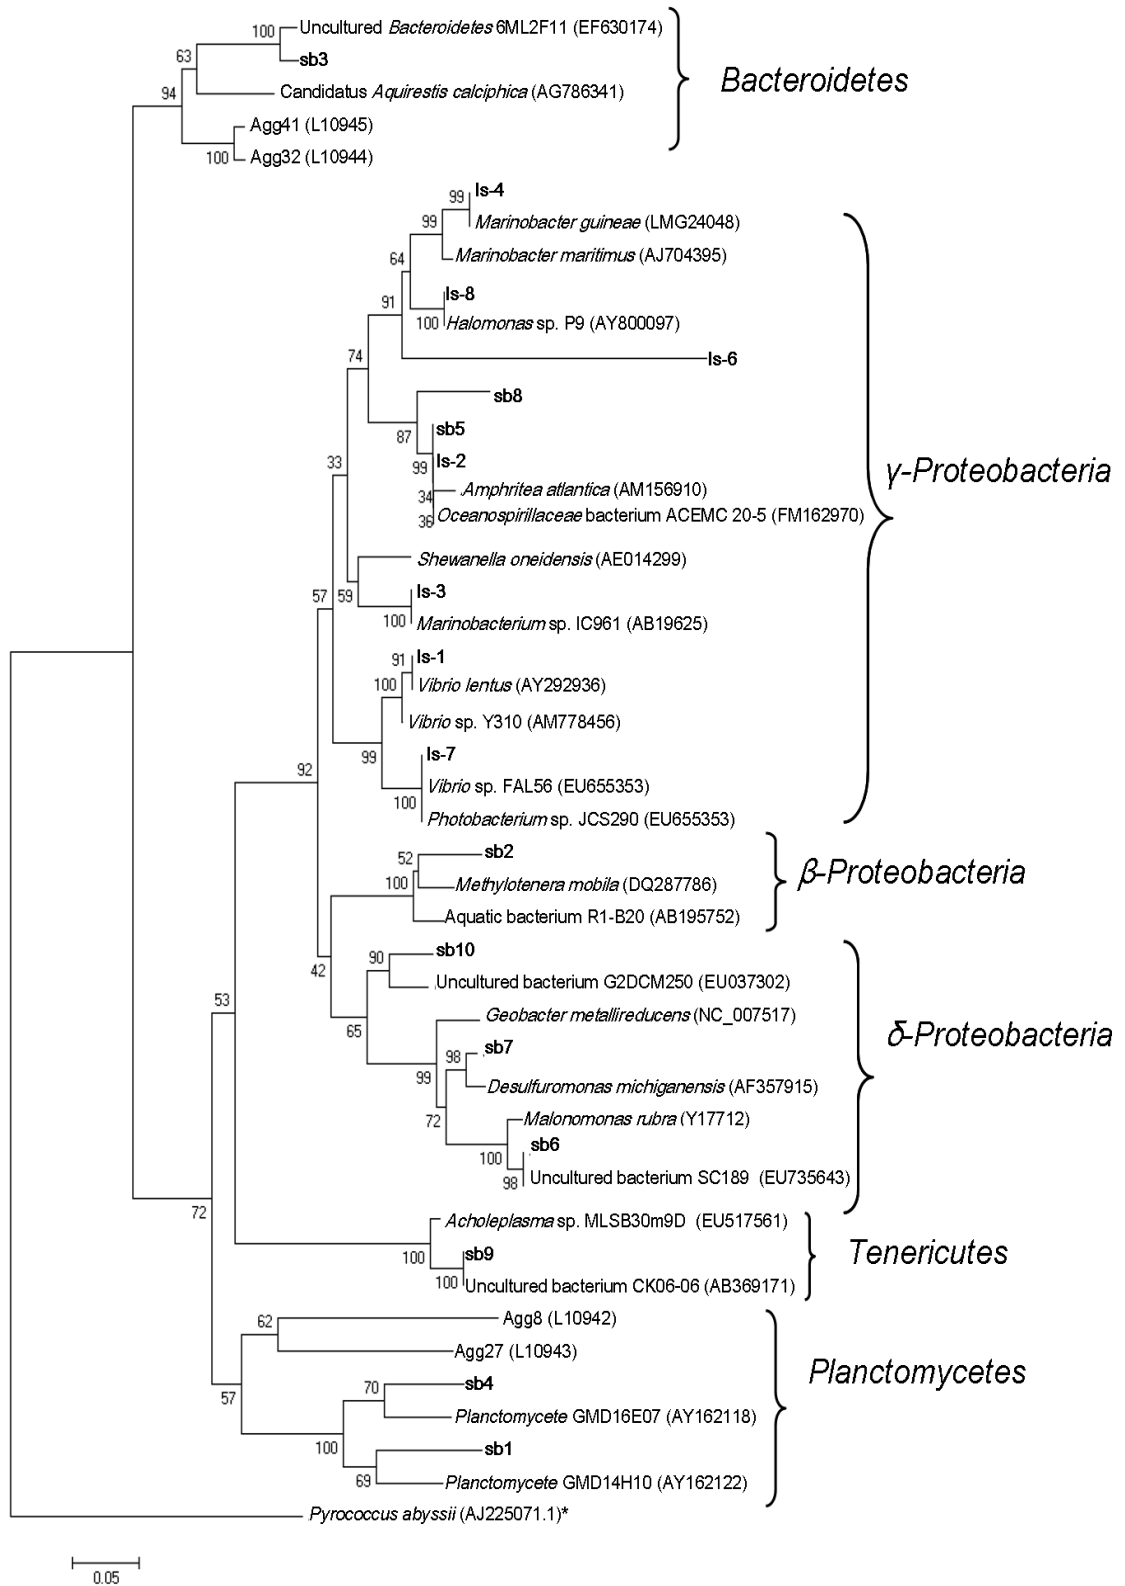 100
Uncultured Bacteroidetes 6ML2F11 (EF630174)
sb3
63
Candidatus Aquirestis calciphica (AG786341)
94
Agg41 (L10945)
100
Agg32 (L10944)
Bacteroidetes
99
Is-4
Marinobacter guineae (LMG24048)
99
Marinobacter maritimus (AJ704395)
64
Is-8
100
Halomonas sp. P9 (AY800097)
91
Is-6
74
sb8
87
sb5
99
Is-2
34
Amphritea atlantica (AM156910)
36
Oceanospirillaceae bacterium ACEMC 20-5 (FM162970)
γ-Proteobacteria
33
Shewanella oneidensis (AE014299)
59
Is-3
100
Marinobacterium sp. IC961 (AB19625)
57
91
Is-1
100
Vibrio lentus (AY292936)
Vibrio sp. Y310 (AM778456)
99
Is-7
Vibrio sp. FAL56 (EU655353)
100
Photobacterium sp. JCS290 (EU655353)
92
52
sb2
100
Methylotenera mobila (DQ287786)
Aquatic bacterium R1-B20 (AB195752)
β-Proteobacteria
42
90
sb10
Uncultured bacterium G2DCM250 (EU037302)
65
Geobacter metallireducens (NC_007517)
98
sb7
99
Desulfuromonas michiganensis (AF357915)
72
Malonomonas rubra (Y17712)
100
sb6
98
Uncultured bacterium SC189 (EU735643)
δ-Proteobacteria
53
Acholeplasma sp. MLSB30m9D (EU517561)
100
sb9
100
Uncultured bacterium CK06-06 (AB369171)
Tenericutes
72
62
Agg8 (L10942)
Agg27 (L10943)
57
70
sb4
Planctomycete GMD16E07 (AY162118)
100
sb1
69
Planctomycete GMD14H10 (AY162122)
Planctomycetes
Pyrococcus abyssii (AJ225071.1)*
0.05